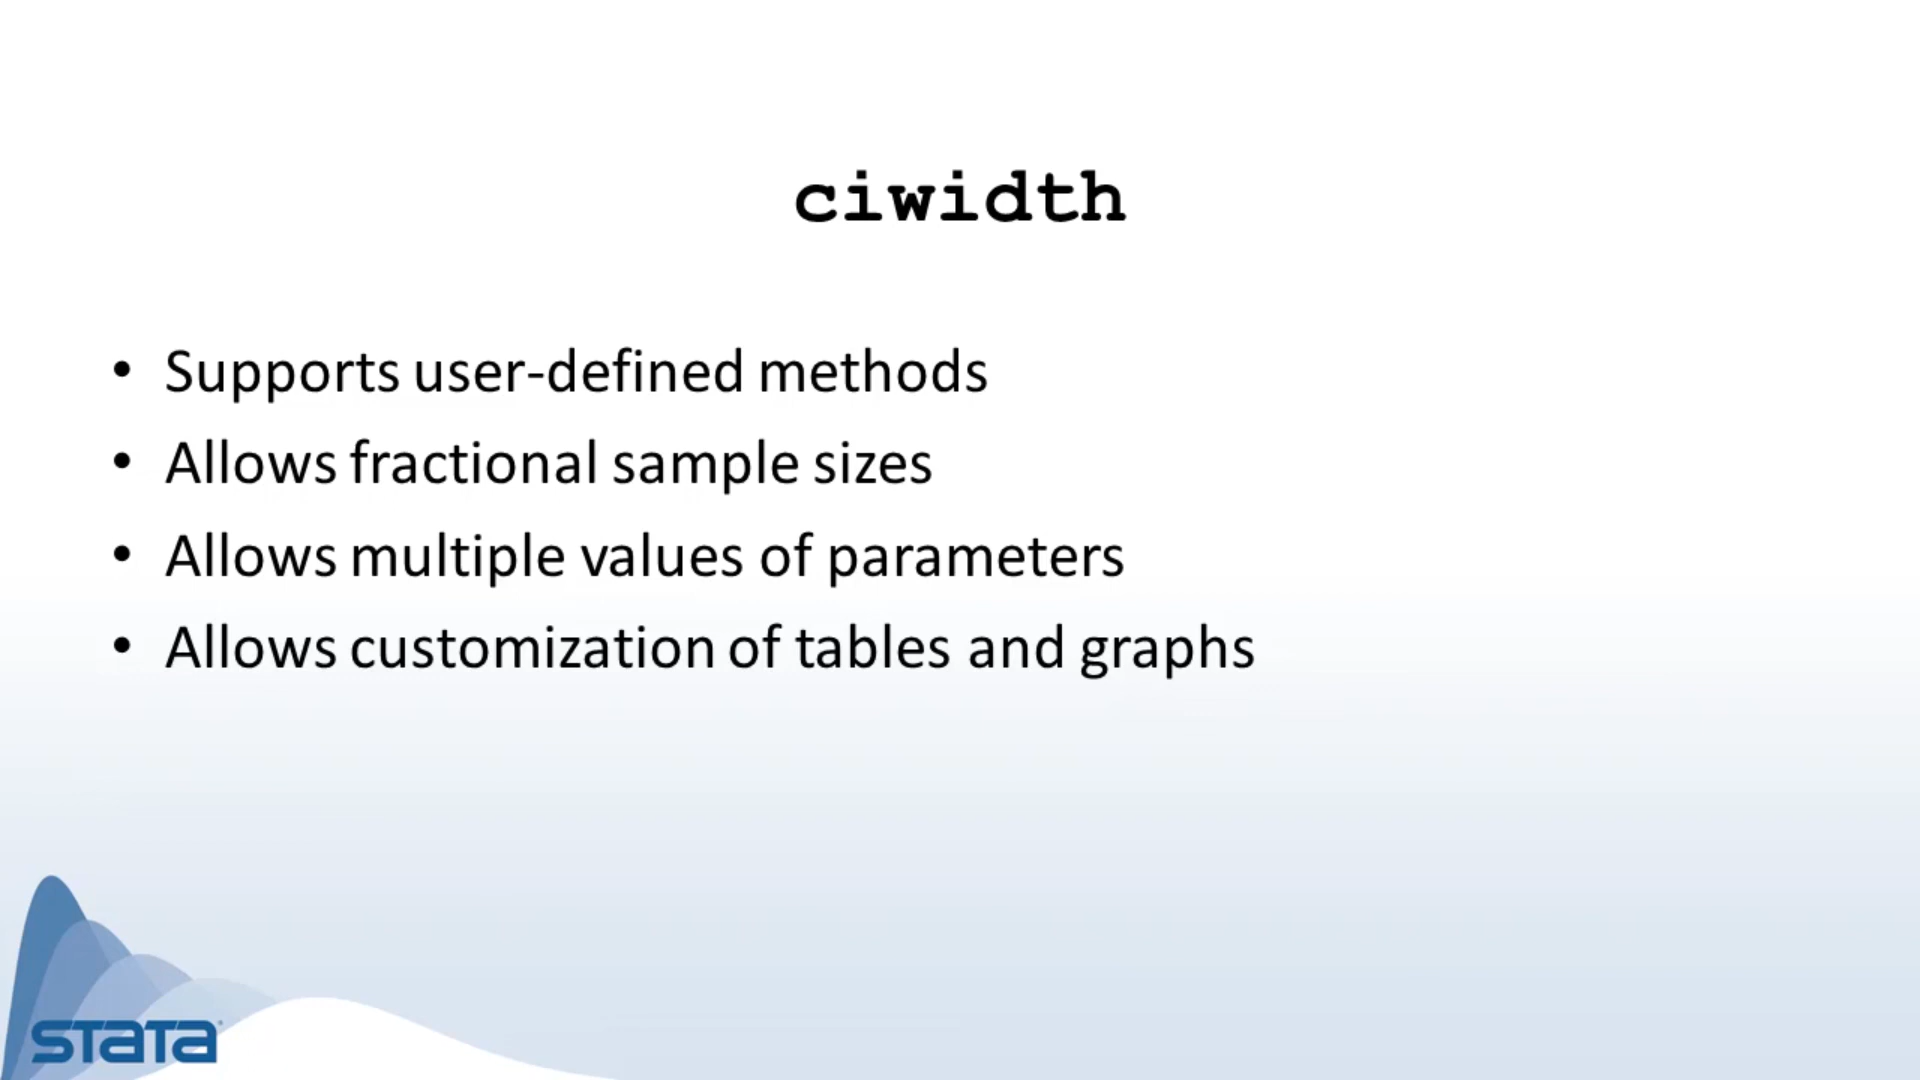 ciwidth
• Supports user-defined methods
• Allows fractional sample sizes
• Allows multiple values of parameters
• Allows customization of tables and graphs
stata